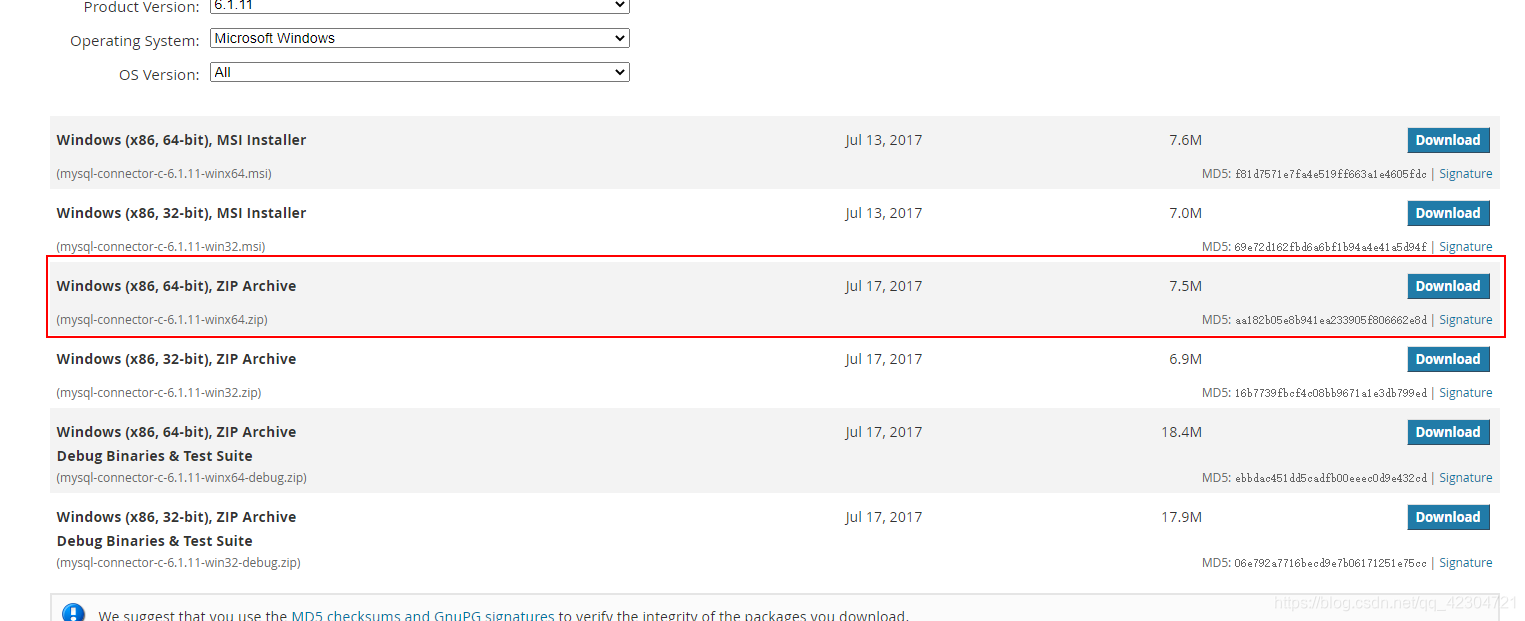 Product Version: 6.1.11
Operating System: Microsoft Windows
OS Version: All
Windows (x86, 64-bit), MSI Installer Jul 13, 2017 7.6M Download
(mysql-connector-c-6.1.11-winx64.msi) MD5: f81d7571e7fa4e519ff663a1e4605fdc | Signature
Windows (x86, 32-bit), MSI Installer Jul 13, 2017 7.0M Download
(mysql-connector-c-6.1.11-win32.msi) MD5: 69e72d162fbd6a6bf1b94a4e41a5d94f | Signature
Windows (x86, 64-bit), ZIP Archive Jul 17, 2017 7.5M Download
(mysql-connector-c-6.1.11-winx64.zip) MD5: aa182b05e8b941ea233905f806662e8d | Signature
Windows (x86, 32-bit), ZIP Archive Jul 17, 2017 6.9M Download
(mysql-connector-c-6.1.11-win32.zip) MD5: 16b7739fbcf4c08bb9671a1e3db799ed | Signature
Windows (x86, 64-bit), ZIP Archive Jul 17, 2017 18.4M Download
Debug Binaries & Test Suite
(mysql-connector-c-6.1.11-winx64-debug.zip) MD5: ebbdac451dd5cadfb00eeec0d9e432cd | Signature
Windows (x86, 32-bit), ZIP Archive Jul 17, 2017 17.9M Download
Debug Binaries & Test Suite
(mysql-connector-c-6.1.11-win32-debug.zip) MD5: 06e792a7716becd9e7b06171251e75cc | Signature
We suggest that you use the MD5 checksums and GnuPG signatures to verify the integrity of the packages you download.
https://blog.csdn.net/qq_42304721